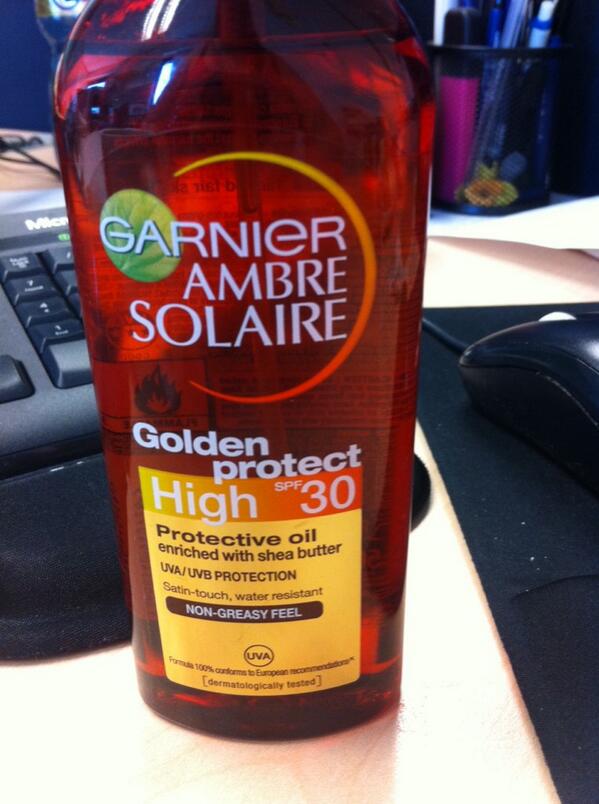 GARNIER
AMBRE
SOLAIRE
Golden
protect
High SPF 30
Protective oil
enriched with shea butter
UVA/UVB PROTECTION
Satin-touch, water resistant
NON-GREASY FEEL
UVA
Formula 100% conforms to European recommendations
[dermatologically tested]